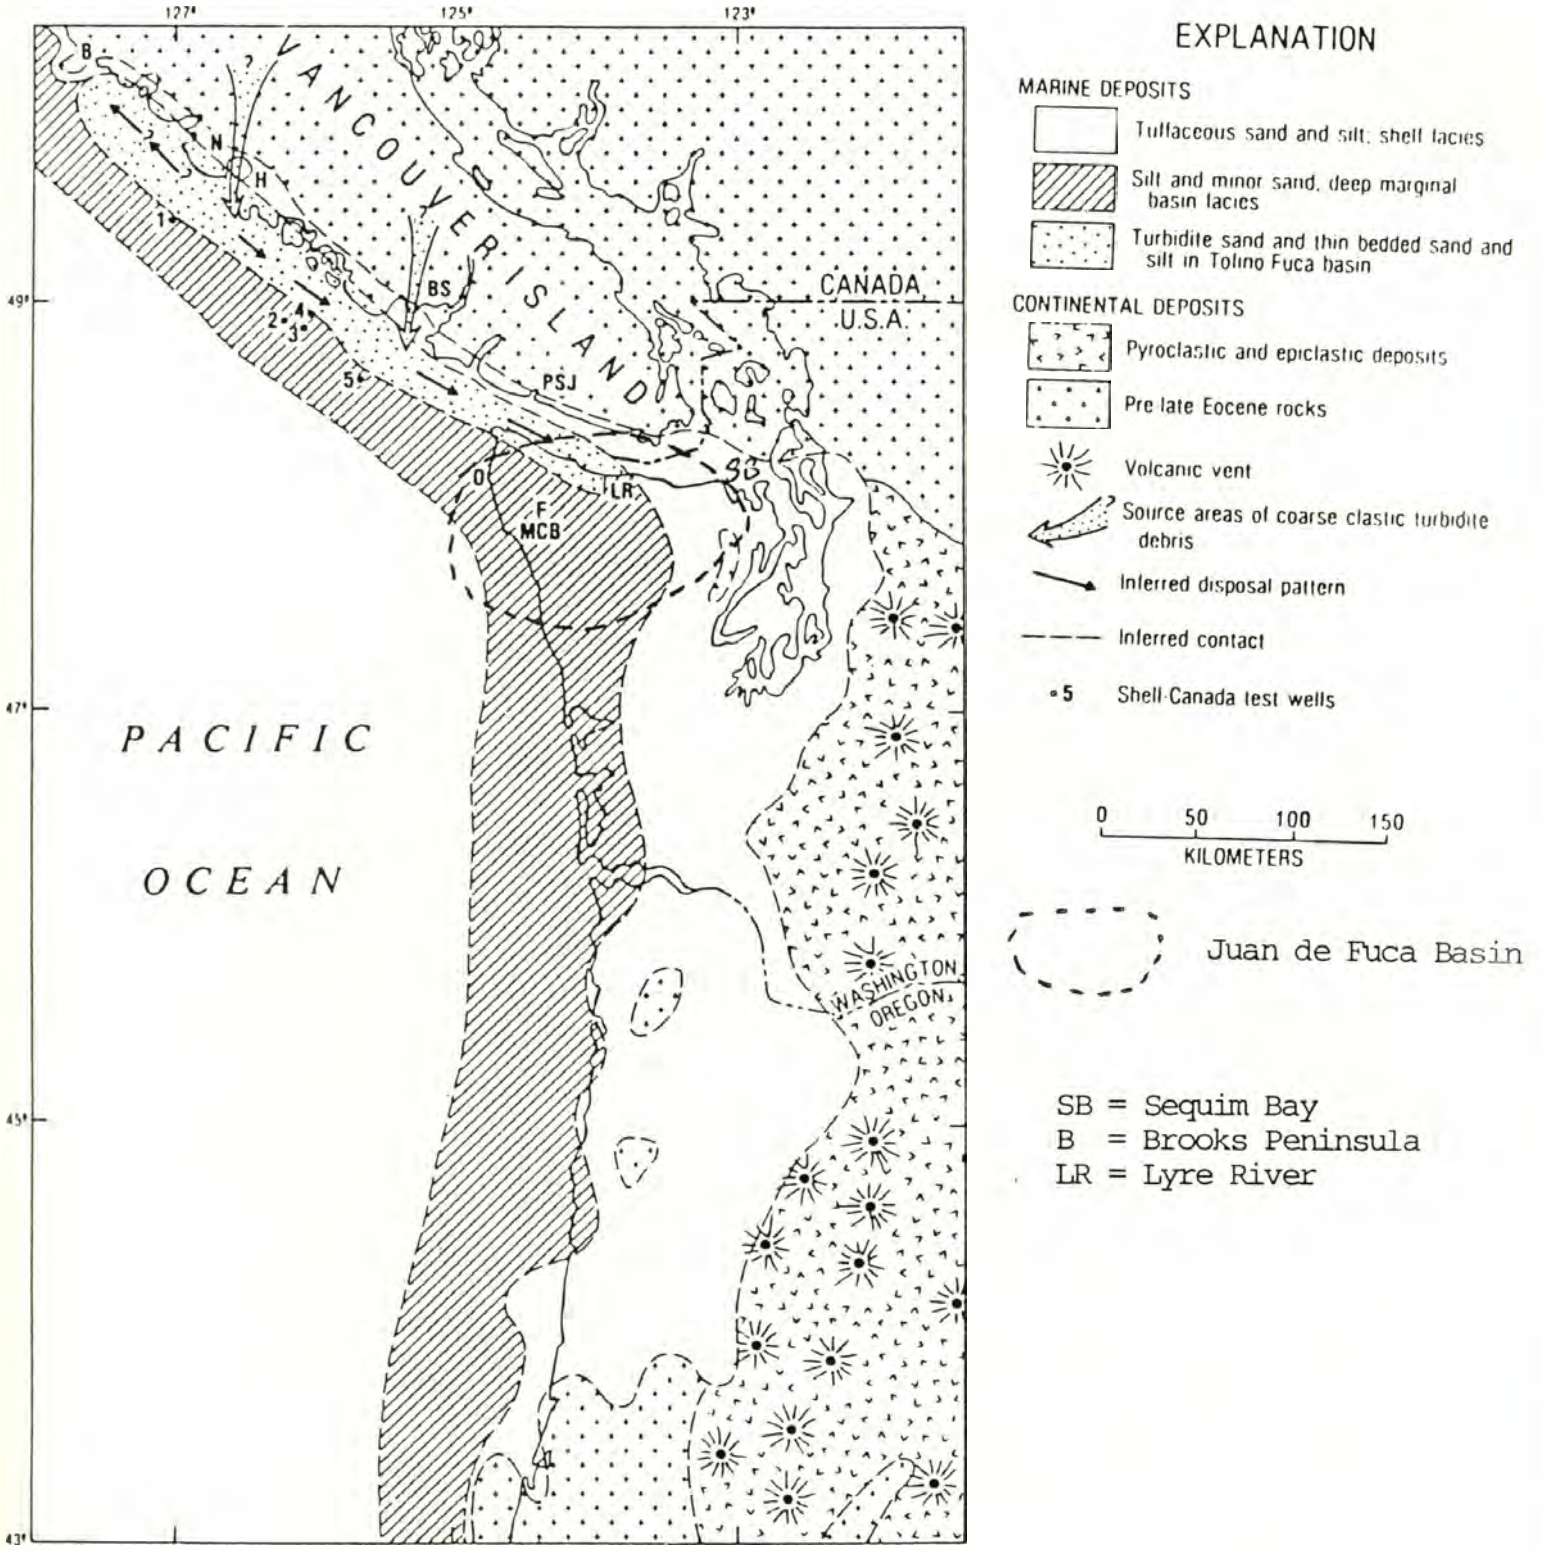 127°
125°
123°
B
?
VANCOUVER ISLAND
N
?
H
?
1
?
BS
49°
CANADA
U.S.A.
4
2
3
5
PSJ
SB
O
LR
F
MCB
47°
PACIFIC
OCEAN
WASHINGTON
OREGON
45°
43°
EXPLANATION
MARINE DEPOSITS
Tuffaceous sand and silt; shelf facies
Silt and minor sand, deep marginal
basin facies
Turbidite sand and thin bedded sand and
silt in Tofino Fuca basin
CONTINENTAL DEPOSITS
Pyroclastic and epiclastic deposits
Pre late Eocene rocks
Volcanic vent
?
Source areas of coarse clastic turbidite
debris
Inferred disposal pattern
Inferred contact
5 Shell-Canada test wells
0 50 100 150
KILOMETERS
Juan de Fuca Basin
SB = Sequim Bay
B = Brooks Peninsula
LR = Lyre River